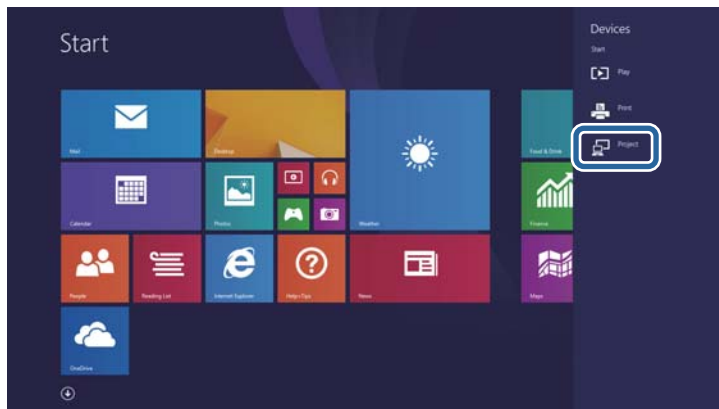 Start
Devices
Start
Play
Print
Project
Mail
Desktop
Food & Drink
Calendar
Photos
Weather
Finance
People
Reading List
Internet Explorer
Help+Tips
News
Maps
OneDrive